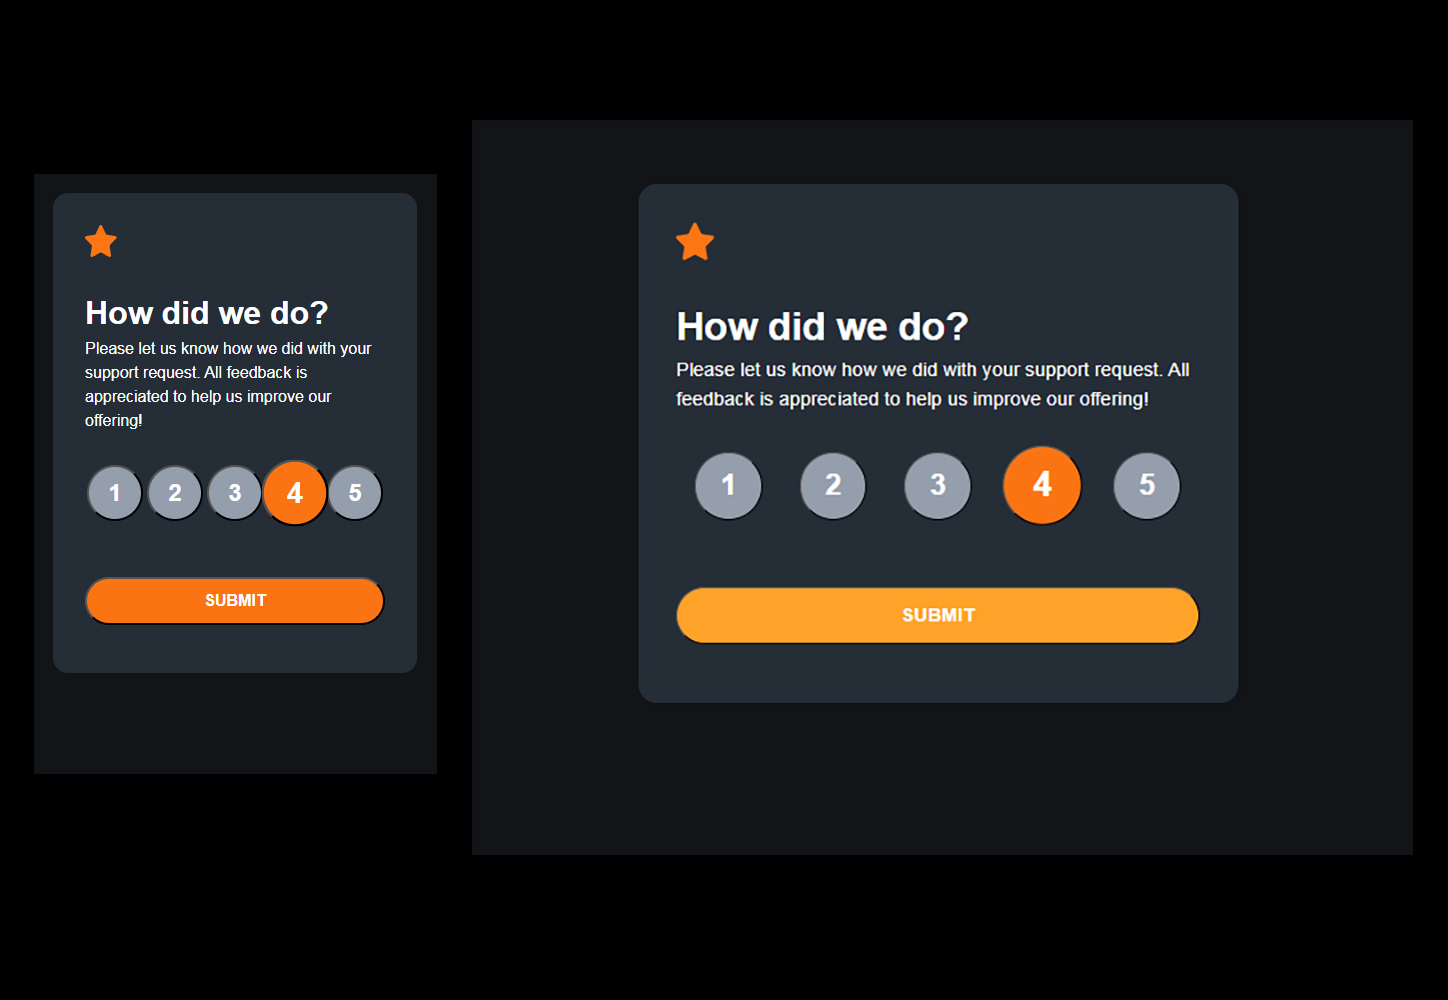 How did we do?
Please let us know how we did with your
support request. All feedback is
appreciated to help us improve our
offering!
1 2 3 4 5
SUBMIT
How did we do?
Please let us know how we did with your support request. All
feedback is appreciated to help us improve our offering!
1 2 3 4 5
SUBMIT